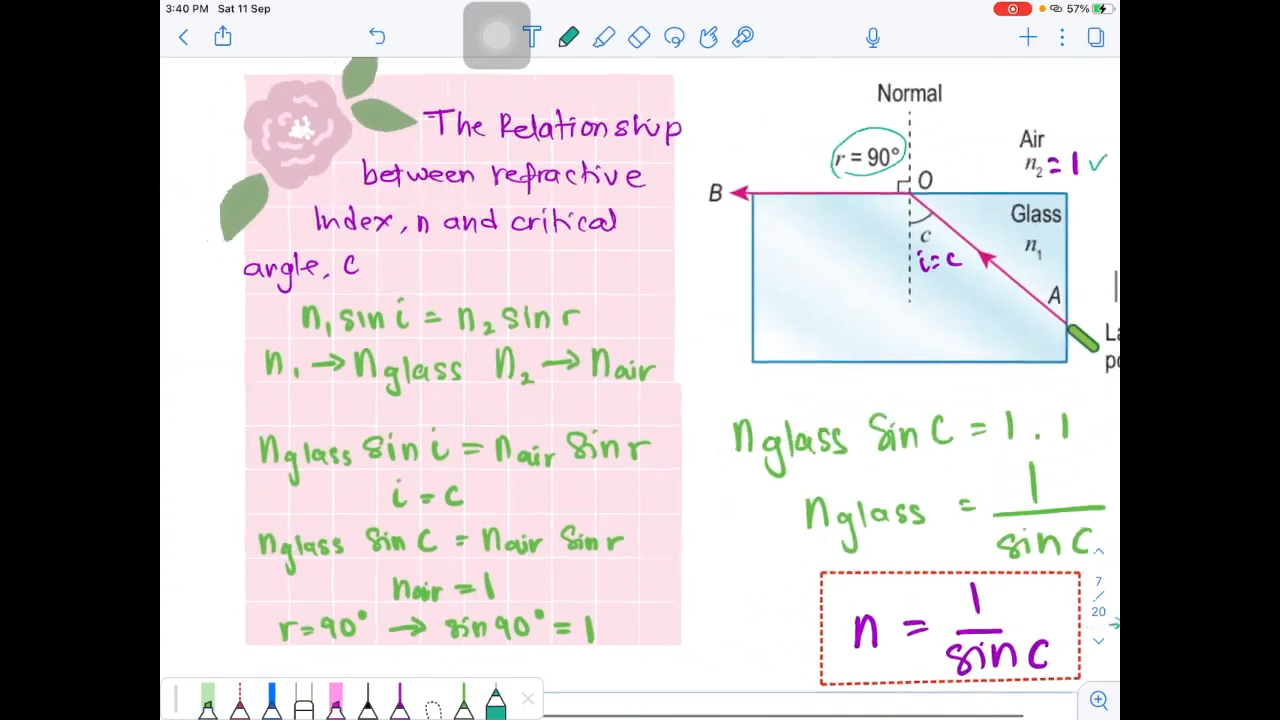 3:40 PM Sat 11 Sep
57%
The Relationship
between refractive
Index, n and critical
angle, c
n₁ sin i = n₂ sin r
n₁ → nglass n₂ → nair
nglass sin i = nair sin r
i = c
nglass sin c = nair sin r
nair = 1
r = 90° → sin 90° = 1
Normal
r = 90°
Air
n₂ = 1 ✓
B
O
Glass
n₁
c
i = c
A
nglass sin c = 1 . 1
nglass = 1 / sin c
n = 1 / sin c
7
/
20